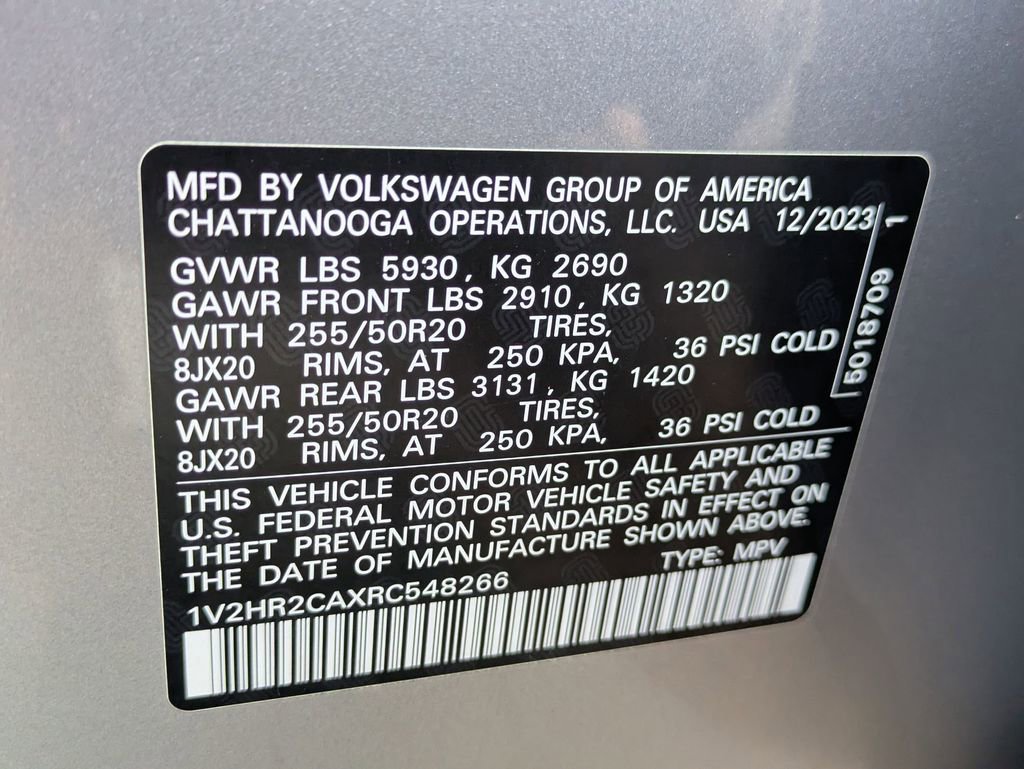 MFD BY VOLKSWAGEN GROUP OF AMERICA
CHATTANOOGA OPERATIONS, LLC. USA 12/2023
GVWR LBS 5930, KG 2690
GAWR FRONT LBS 2910, KG 1320
WITH 255/50R20 TIRES,
8JX20 RIMS, AT 250 KPA, 36 PSI COLD
GAWR REAR LBS 3131, KG 1420
WITH 255/50R20 TIRES,
8JX20 RIMS, AT 250 KPA, 36 PSI COLD
5018709 1
THIS VEHICLE CONFORMS TO ALL APPLICABLE
U.S. FEDERAL MOTOR VEHICLE SAFETY AND
THEFT PREVENTION STANDARDS IN EFFECT ON
THE DATE OF MANUFACTURE SHOWN ABOVE.
TYPE: MPV
1V2HR2CAXRC548266